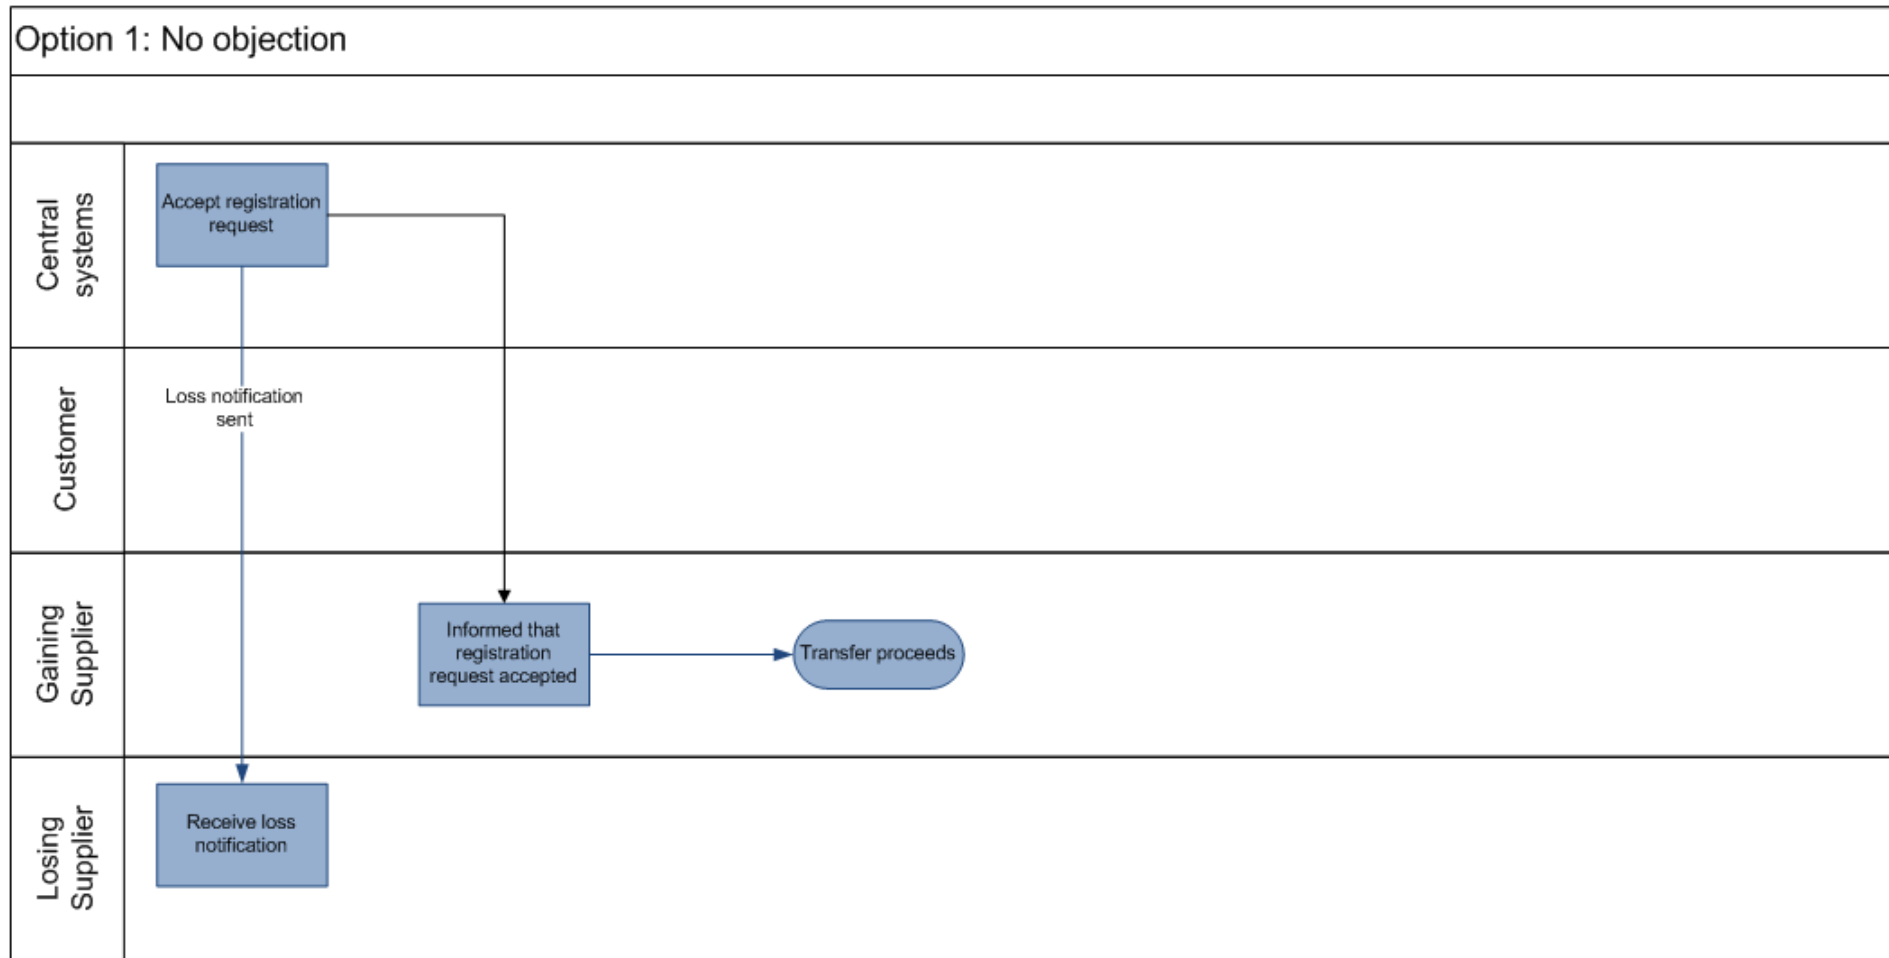 Option 1: No objection
Central
systems
Accept registration
request
Customer
Loss notification
sent
Gaining
Supplier
Informed that
registration
request accepted
Transfer proceeds
Losing
Supplier
Receive loss
notification